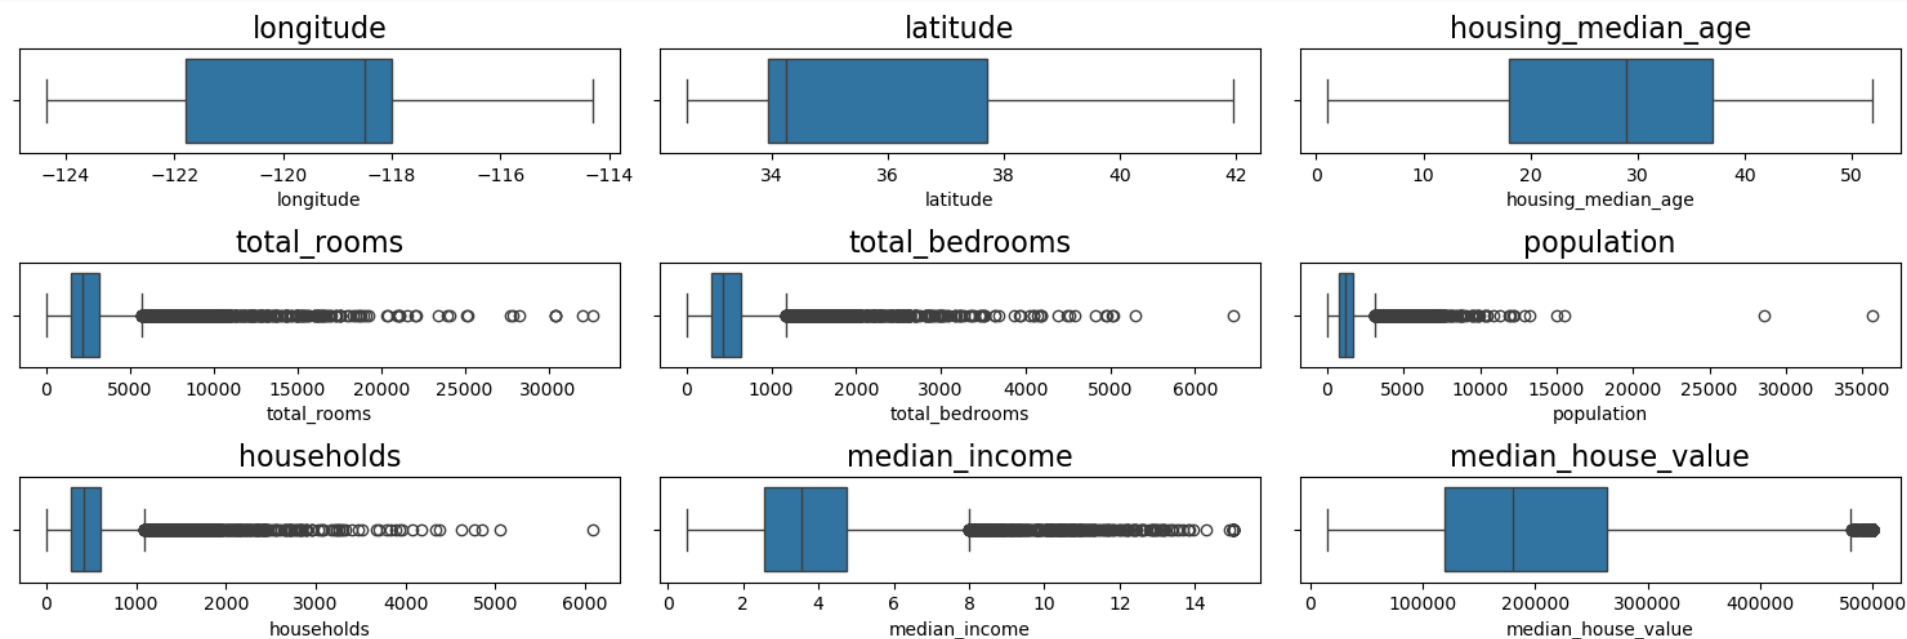 longitude
latitude
housing_median_age
−124 −122 −120 −118 −116 −114
34 36 38 40 42
0 10 20 30 40 50
longitude
latitude
housing_median_age
total_rooms
total_bedrooms
population
0 5000 10000 15000 20000 25000 30000
0 1000 2000 3000 4000 5000 6000
0 5000 10000 15000 20000 25000 30000 35000
total_rooms
total_bedrooms
population
households
median_income
median_house_value
0 1000 2000 3000 4000 5000 6000
0 2 4 6 8 10 12 14
0 100000 200000 300000 400000 500000
households
median_income
median_house_value